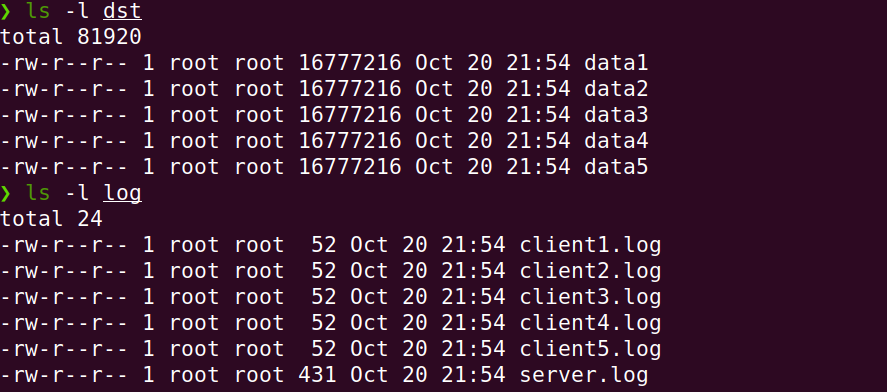 ❯ ls -l dst
total 81920
-rw-r--r-- 1 root root 16777216 Oct 20 21:54 data1
-rw-r--r-- 1 root root 16777216 Oct 20 21:54 data2
-rw-r--r-- 1 root root 16777216 Oct 20 21:54 data3
-rw-r--r-- 1 root root 16777216 Oct 20 21:54 data4
-rw-r--r-- 1 root root 16777216 Oct 20 21:54 data5
❯ ls -l log
total 24
-rw-r--r-- 1 root root  52 Oct 20 21:54 client1.log
-rw-r--r-- 1 root root  52 Oct 20 21:54 client2.log
-rw-r--r-- 1 root root  52 Oct 20 21:54 client3.log
-rw-r--r-- 1 root root  52 Oct 20 21:54 client4.log
-rw-r--r-- 1 root root  52 Oct 20 21:54 client5.log
-rw-r--r-- 1 root root 431 Oct 20 21:54 server.log